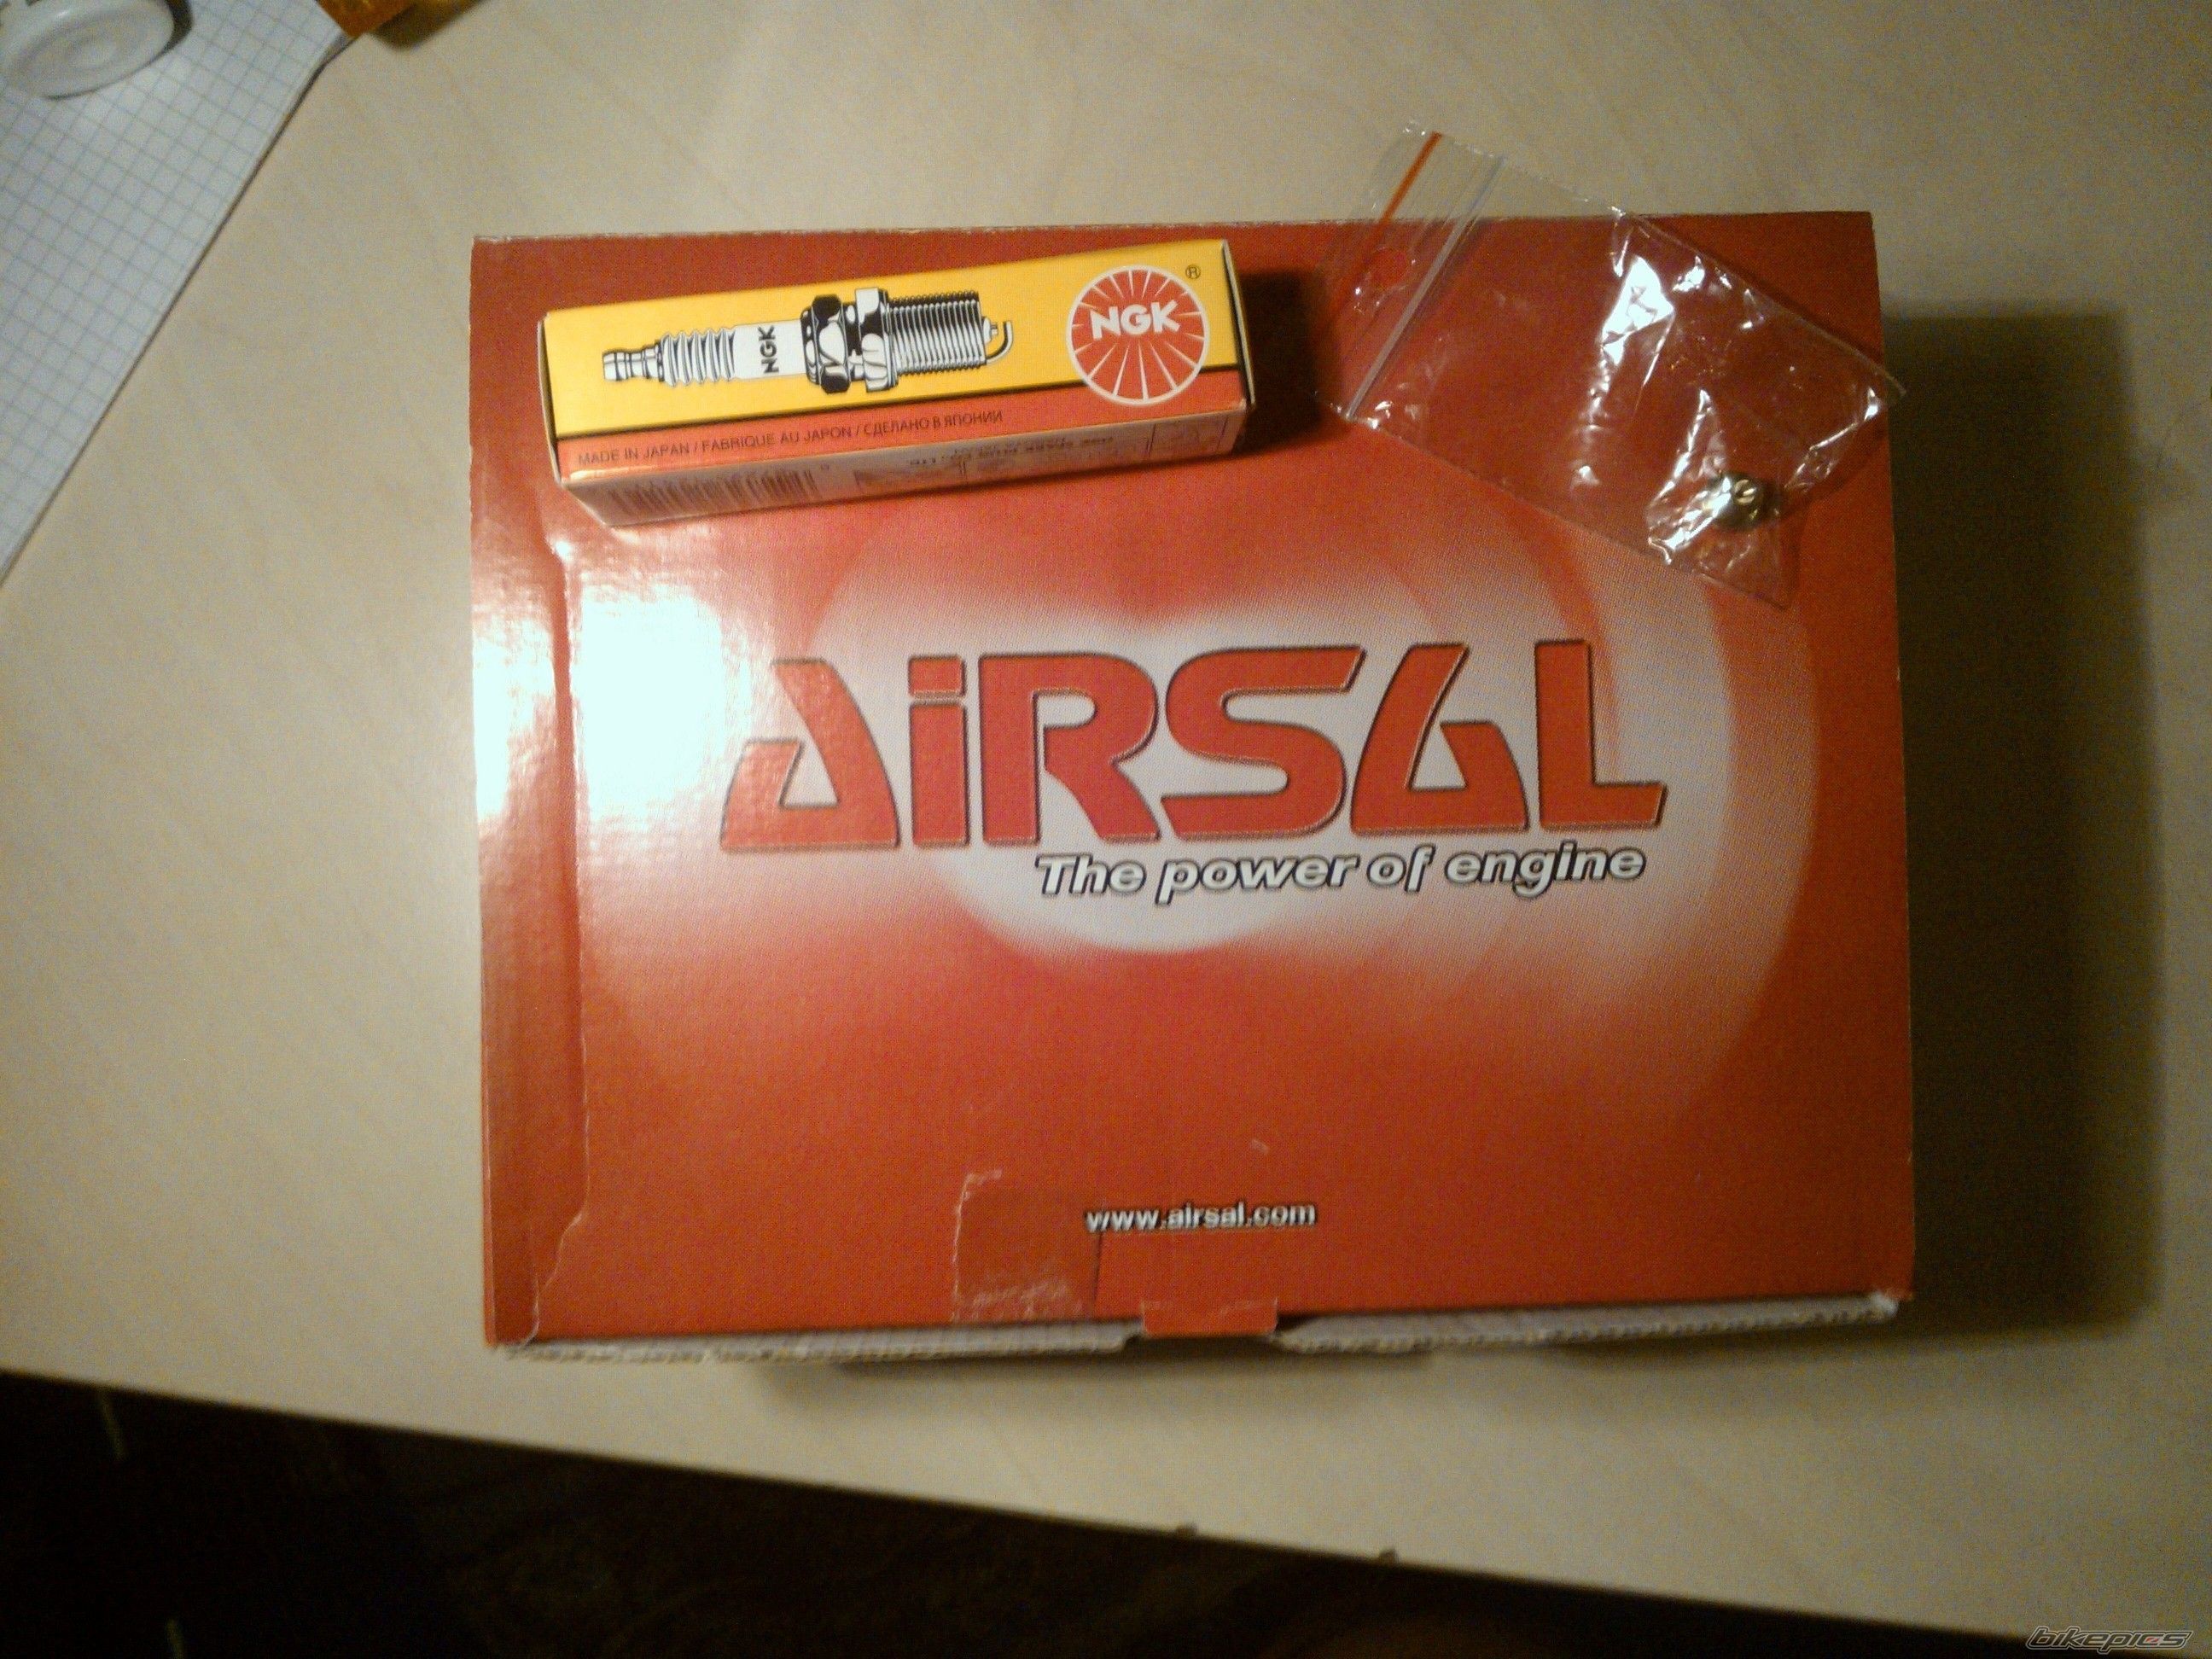 NGK
NGK
®
MADE IN JAPAN / FABRIQUE AU JAPON / СДЕЛАНО В ЯПОНИИ
AiRSAL
The power of engine
www.airsal.com
bikepics